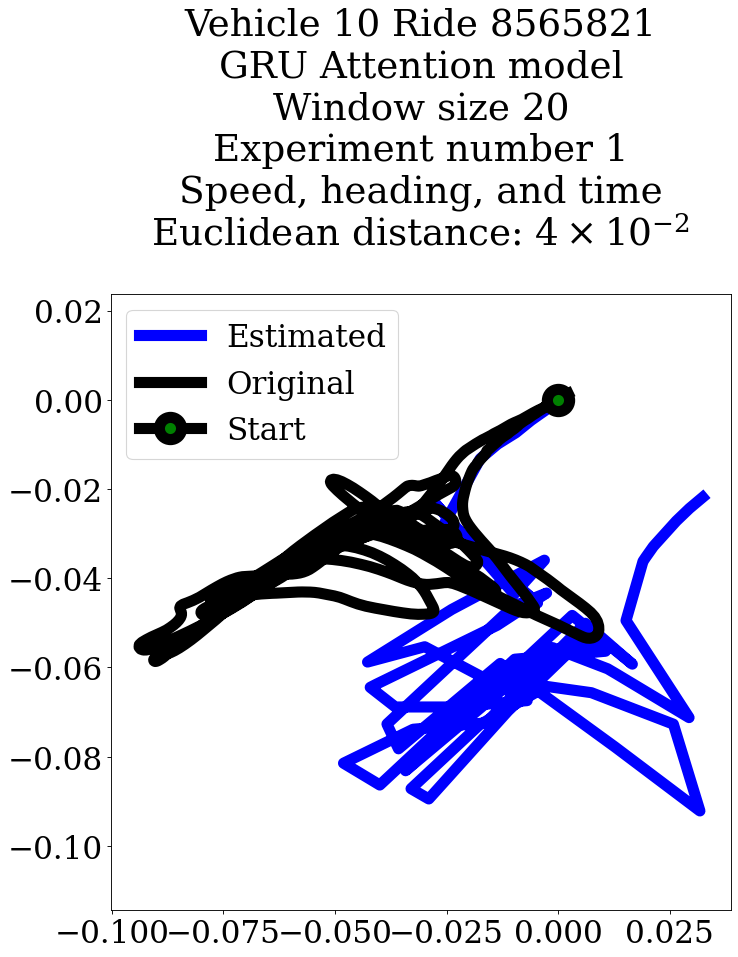 Vehicle 10 Ride 8565821
GRU Attention model
Window size 20
Experiment number 1
Speed, heading, and time
Euclidean distance: 4 × 10⁻²
0.02
0.00
−0.02
−0.04
−0.06
−0.08
−0.10
Estimated
Original
Start
−0.100 −0.075 −0.050 −0.025 0.000 0.025